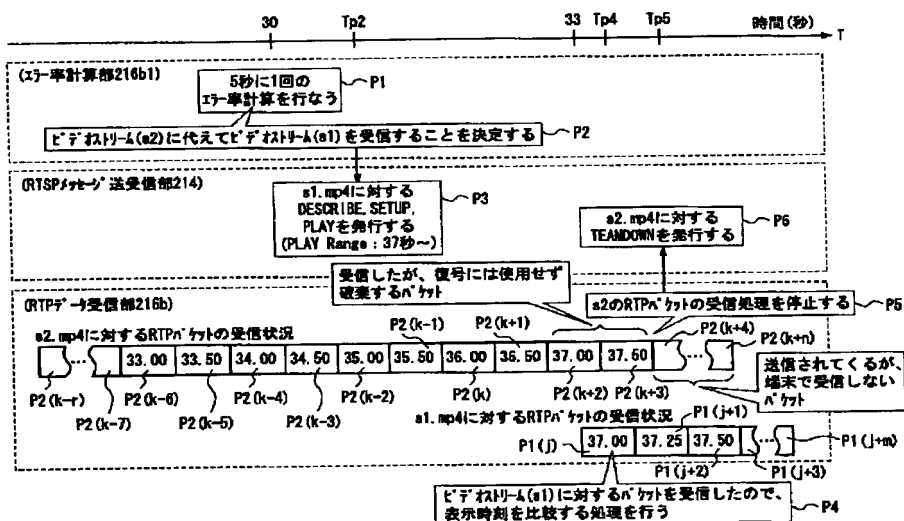 30 Tp2 33 Tp4 Tp5 時間(秒)
T
(エラー率計算部216b1)
5秒に1回の
エラー率計算を行なう
P1
ビデオストリーム(s2)に代えてビデオストリーム(s1)を受信することを決定する
P2
(RTSPメッセージ送受信部214)
s1.mp4に対する
DESCRIBE,SETUP,
PLAYを発行する
(PLAY Range:37秒~)
P3
s2.mp4に対する
TEAMDOWNを発行する
P6
受信したが、復号には使用せず
破棄するパケット
(RTPデータ受信部216b)
s2のRTPパケットの受信処理を停止する
P5
s2.mp4に対するRTPパケットの受信状況
P2(k-1) P2(k+1) P2(k+4)
P2(k+n)
33.00 33.50 34.00 34.50 35.00 35.50 36.00 36.50 37.00 37.50
P2(k-r) P2(k-7) P2(k-6) P2(k-5) P2(k-4) P2(k-3) P2(k-2) P2(k) P2(k+2) P2(k+3)
送信されてくるが、
端末で受信しない
パケット
s1.mp4に対するRTPパケットの受信状況
P1(j+1)
37.00 37.25 37.50
P1(j) P1(j+2) P1(j+3) P1(j+m)
ビデオストリーム(s1)に対するパケットを受信したので、
表示時刻を比較する処理を行う
P4